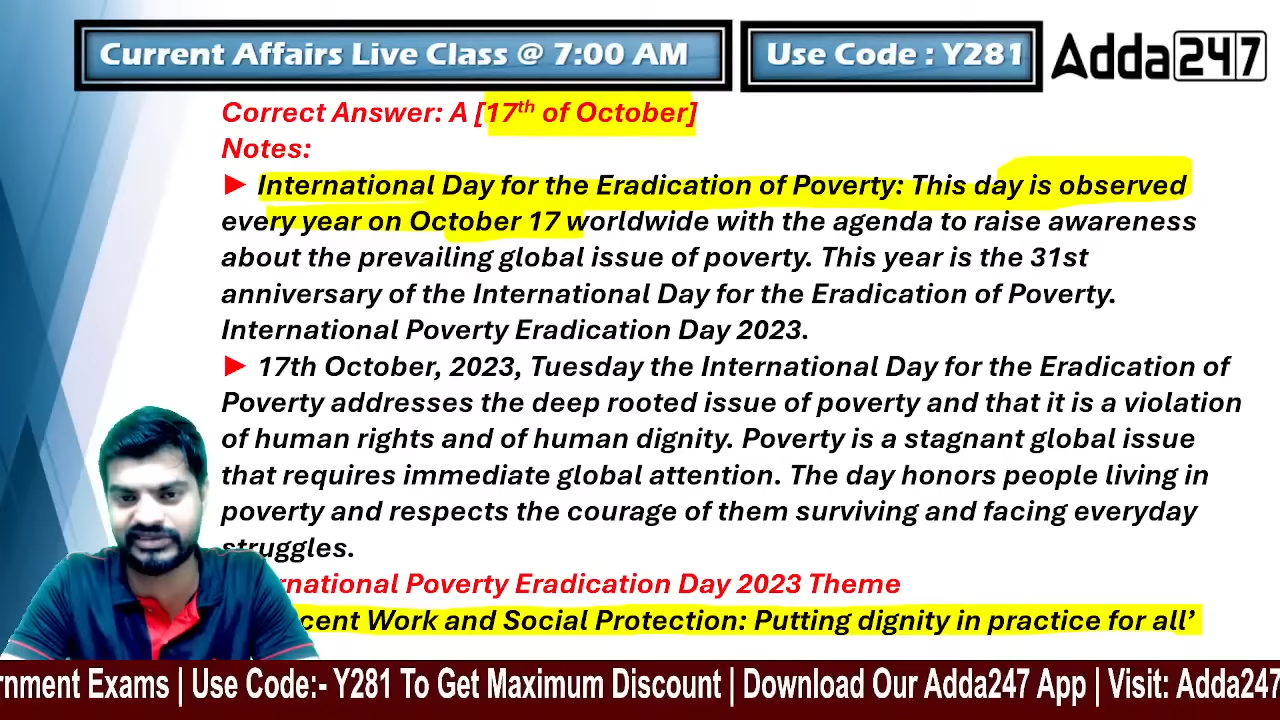 Current Affairs Live Class @ 7:00 AM
Use Code : Y281
Adda247
Correct Answer: A [17th of October]
Notes:
► International Day for the Eradication of Poverty: This day is observed
every year on October 17 worldwide with the agenda to raise awareness
about the prevailing global issue of poverty. This year is the 31st
anniversary of the International Day for the Eradication of Poverty.
International Poverty Eradication Day 2023.
► 17th October, 2023, Tuesday the International Day for the Eradication of
Poverty addresses the deep rooted issue of poverty and that it is a violation
of human rights and of human dignity. Poverty is a stagnant global issue
that requires immediate global attention. The day honors people living in
poverty and respects the courage of them surviving and facing everyday
struggles.
rnational Poverty Eradication Day 2023 Theme
cent Work and Social Protection: Putting dignity in practice for all’
rnment Exams | Use Code:- Y281 To Get Maximum Discount | Download Our Adda247 App | Visit: Adda247